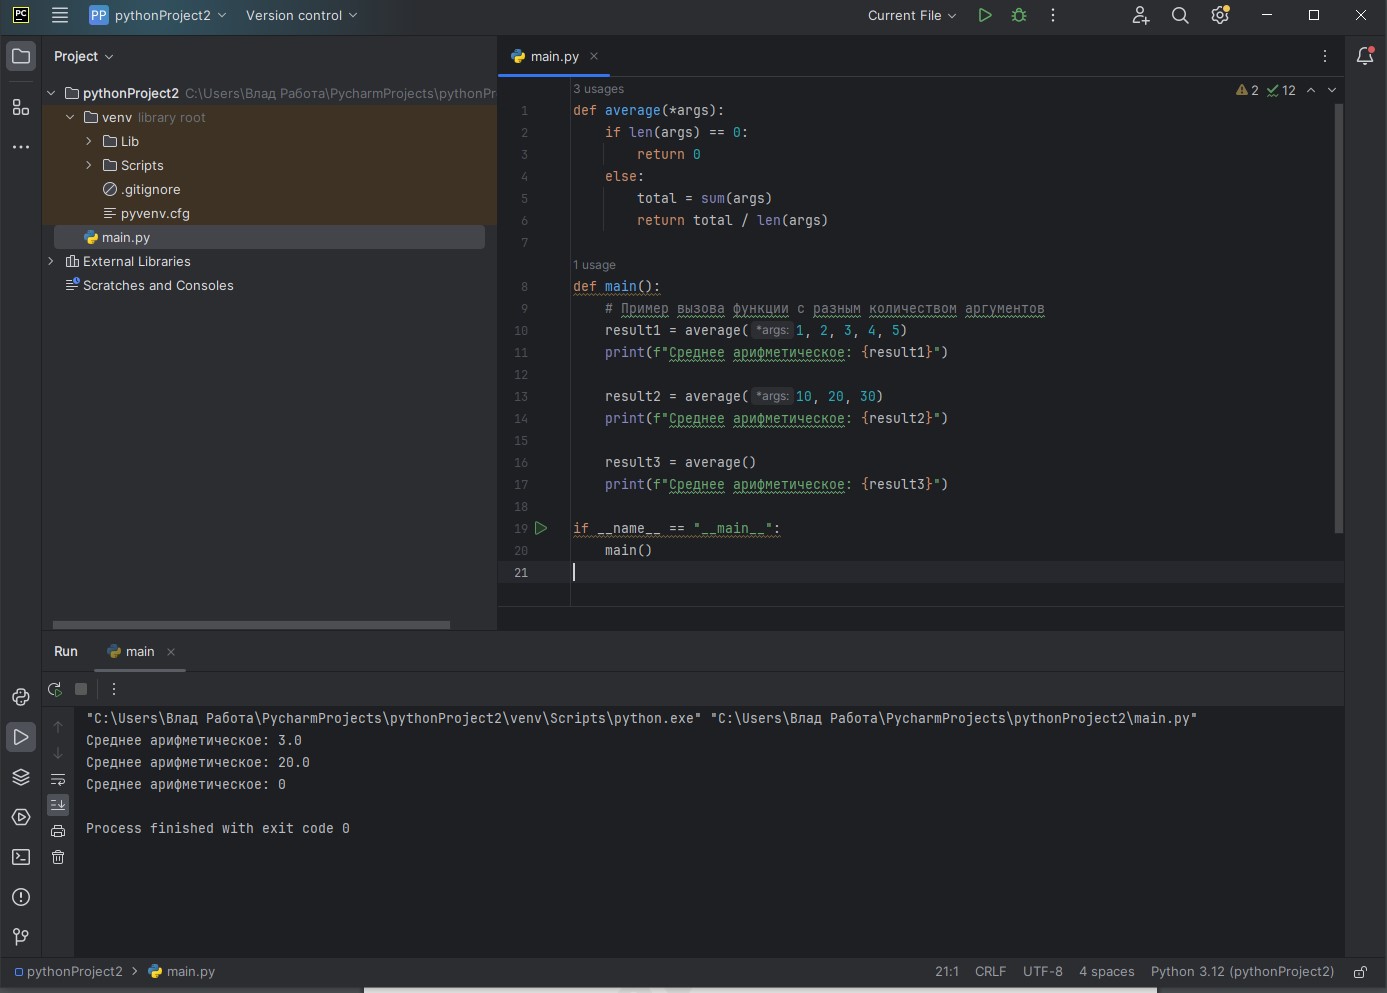 PC
PP pythonProject2 Version control Current File
Project
main.py
pythonProject2 C:\Users\Влад Работа\PycharmProjects\pythonPr
venv library root
Lib
Scripts
.gitignore
pyvenv.cfg
main.py
External Libraries
Scratches and Consoles
2 12
3 usages
1 def average(*args):
2 if len(args) == 0:
3 return 0
4 else:
5 total = sum(args)
6 return total / len(args)
7
1 usage
8 def main():
9 # Пример вызова функции с разным количеством аргументов
10 result1 = average( *args: 1, 2, 3, 4, 5)
11 print(f"Среднее арифметическое: {result1}")
12
13 result2 = average( *args: 10, 20, 30)
14 print(f"Среднее арифметическое: {result2}")
15
16 result3 = average()
17 print(f"Среднее арифметическое: {result3}")
18
19 if __name__ == "__main__":
20 main()
21
Run main
"C:\Users\Влад Работа\PycharmProjects\pythonProject2\venv\Scripts\python.exe" "C:\Users\Влад Работа\PycharmProjects\pythonProject2\main.py"
Среднее арифметическое: 3.0
Среднее арифметическое: 20.0
Среднее арифметическое: 0
Process finished with exit code 0
pythonProject2 > main.py 21:1 CRLF UTF-8 4 spaces Python 3.12 (pythonProject2)